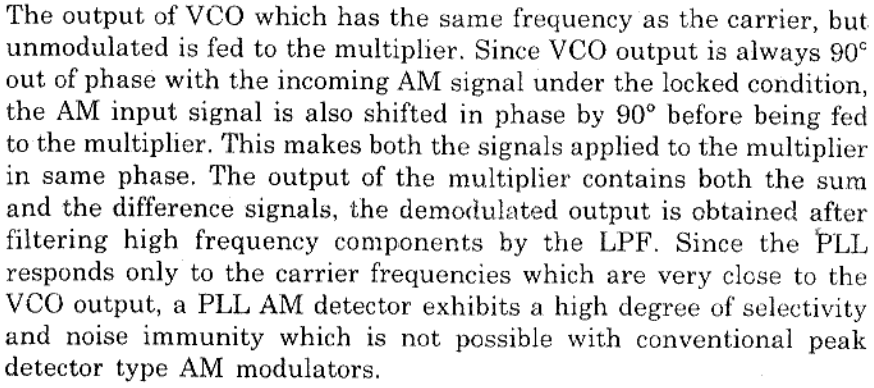 The output of VCO which has the same frequency as the carrier, but
unmodulated is fed to the multiplier. Since VCO output is always 90°
out of phase with the incoming AM signal under the locked condition,
the AM input signal is also shifted in phase by 90° before being fed
to the multiplier. This makes both the signals applied to the multiplier
in same phase. The output of the multiplier contains both the sum
and the difference signals, the demodulated output is obtained after
filtering high frequency components by the LPF. Since the PLL
responds only to the carrier frequencies which are very close to the
VCO output, a PLL AM detector exhibits a high degree of selectivity
and noise immunity which is not possible with conventional peak
detector type AM modulators.